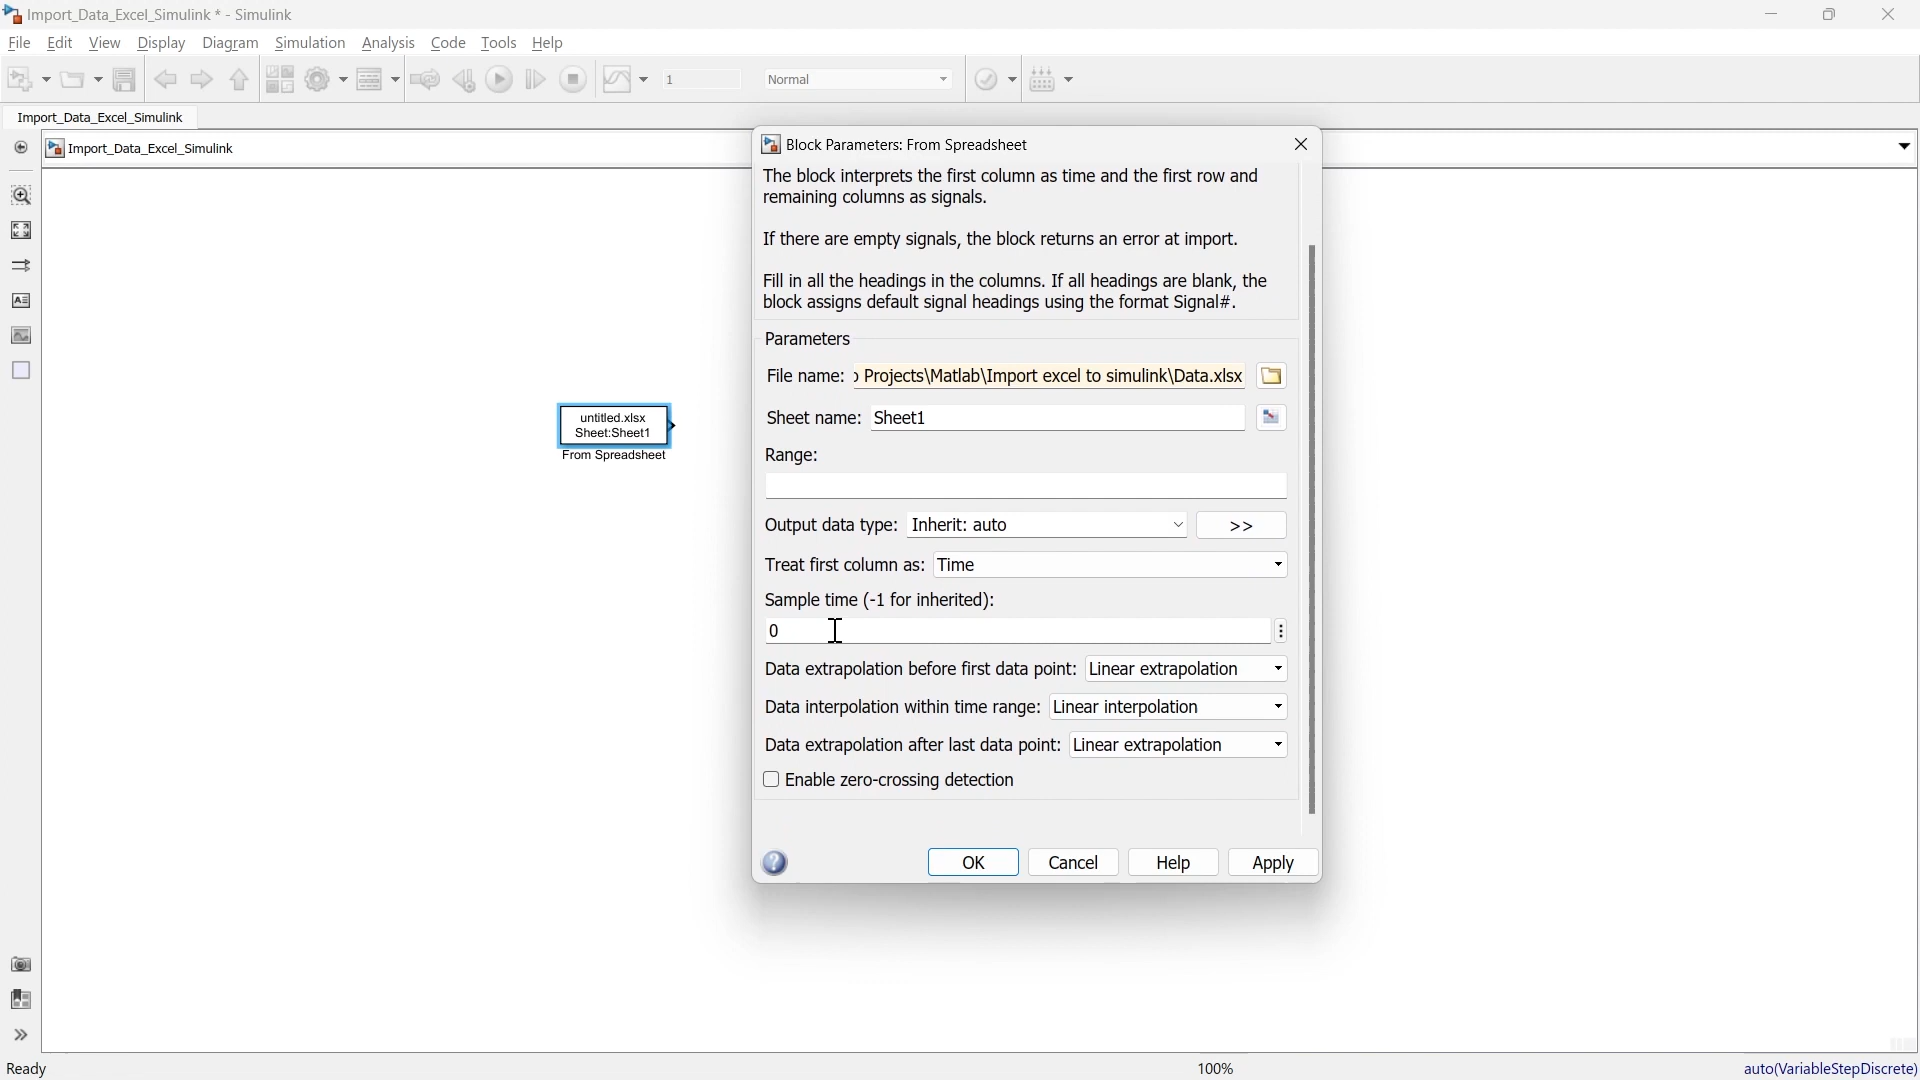 Import_Data_Excel_Simulink * - Simulink
File Edit View Display Diagram Simulation Analysis Code Tools Help
1 Normal
Import_Data_Excel_Simulink
Import_Data_Excel_Simulink
untitled.xlsx
Sheet:Sheet1
From Spreadsheet
Block Parameters: From Spreadsheet
The block interprets the first column as time and the first row and
remaining columns as signals.
If there are empty signals, the block returns an error at import.
Fill in all the headings in the columns. If all headings are blank, the
block assigns default signal headings using the format Signal#.
Parameters
File name: Projects\Matlab\Import excel to simulink\Data.xlsx
Sheet name: Sheet1
Range:
Output data type: Inherit: auto >>
Treat first column as: Time
Sample time (-1 for inherited):
0
Data extrapolation before first data point: Linear extrapolation
Data interpolation within time range: Linear interpolation
Data extrapolation after last data point: Linear extrapolation
Enable zero-crossing detection
OK Cancel Help Apply
Ready 100% auto(VariableStepDiscrete)